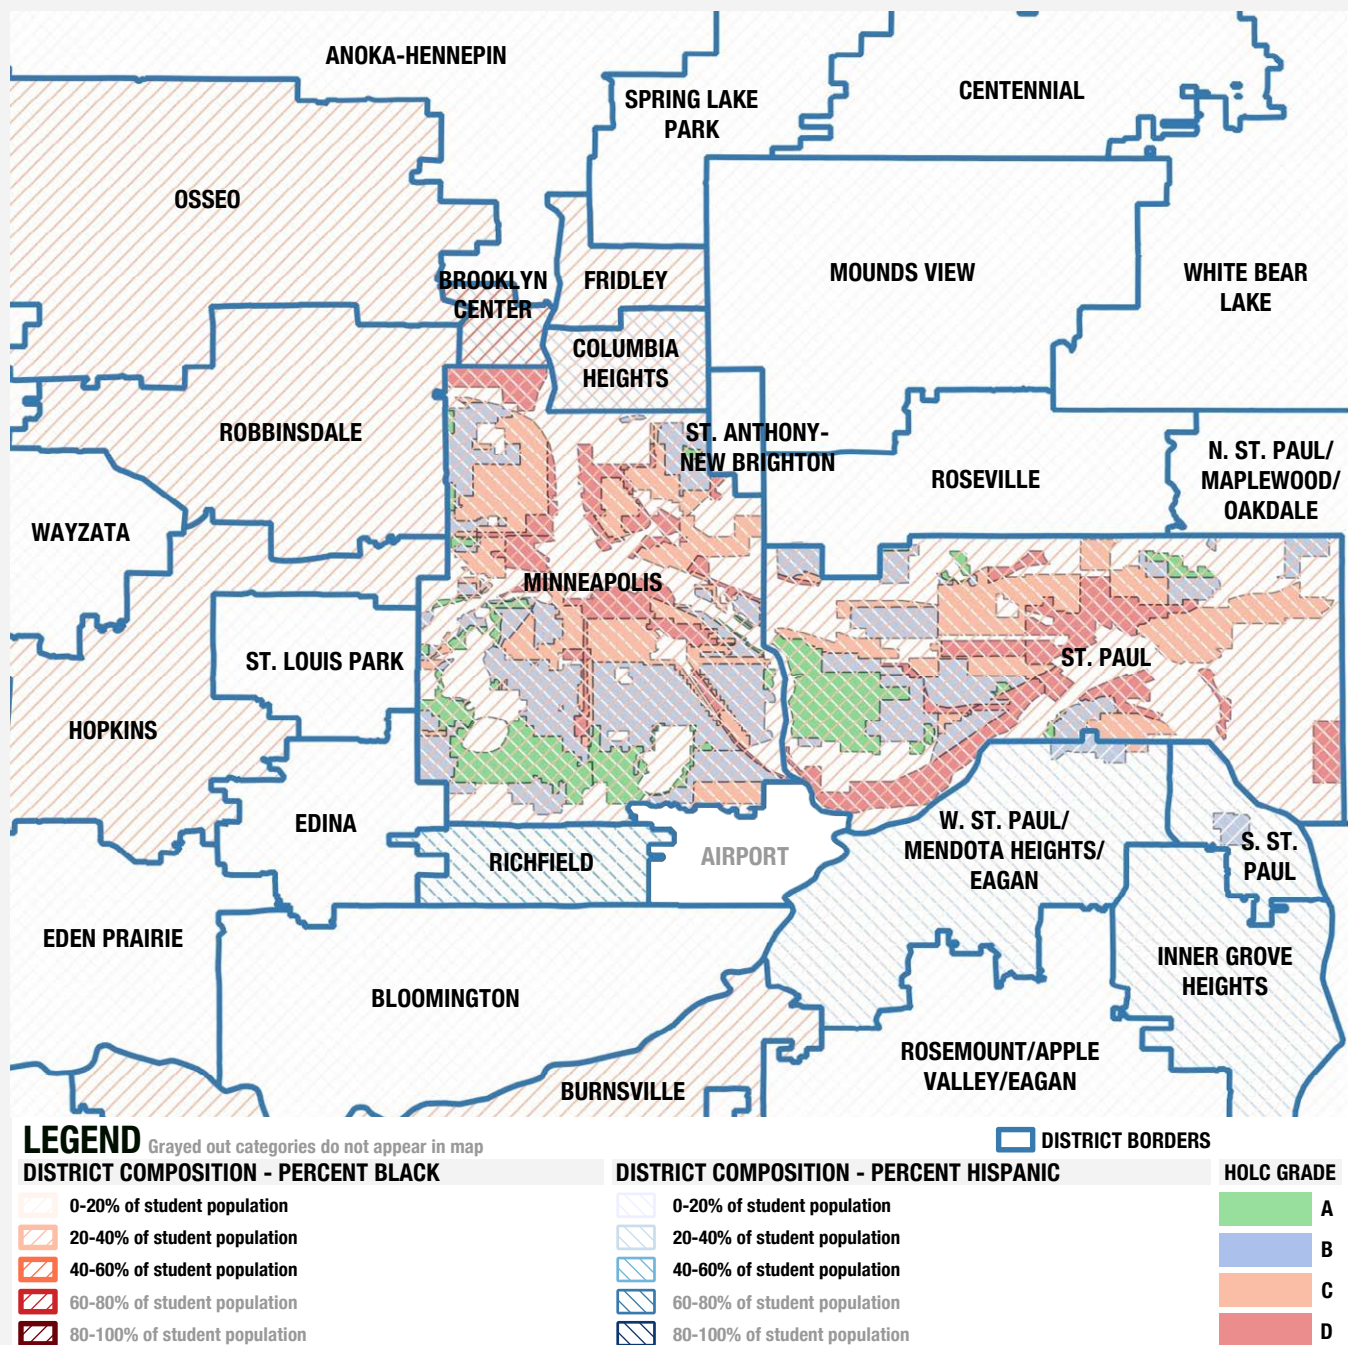 ANOKA-HENNEPIN
SPRING LAKE
PARK
CENTENNIAL
OSSEO
BROOKLYN
CENTER
FRIDLEY
MOUNDS VIEW
WHITE BEAR
LAKE
COLUMBIA
HEIGHTS
ROBBINSDALE
ST. ANTHONY-
NEW BRIGHTON
ROSEVILLE
N. ST. PAUL/
MAPLEWOOD/
OAKDALE
WAYZATA
MINNEAPOLIS
ST. LOUIS PARK
ST. PAUL
HOPKINS
EDINA
RICHFIELD
AIRPORT
W. ST. PAUL/
MENDOTA HEIGHTS/
EAGAN
S. ST.
PAUL
EDEN PRAIRIE
BLOOMINGTON
INNER GROVE
HEIGHTS
ROSEMOUNT/APPLE
VALLEY/EAGAN
BURNSVILLE
LEGEND Grayed out categories do not appear in map
DISTRICT BORDERS
DISTRICT COMPOSITION - PERCENT BLACK
0-20% of student population
20-40% of student population
40-60% of student population
60-80% of student population
80-100% of student population
DISTRICT COMPOSITION - PERCENT HISPANIC
0-20% of student population
20-40% of student population
40-60% of student population
60-80% of student population
80-100% of student population
HOLC GRADE
A
B
C
D